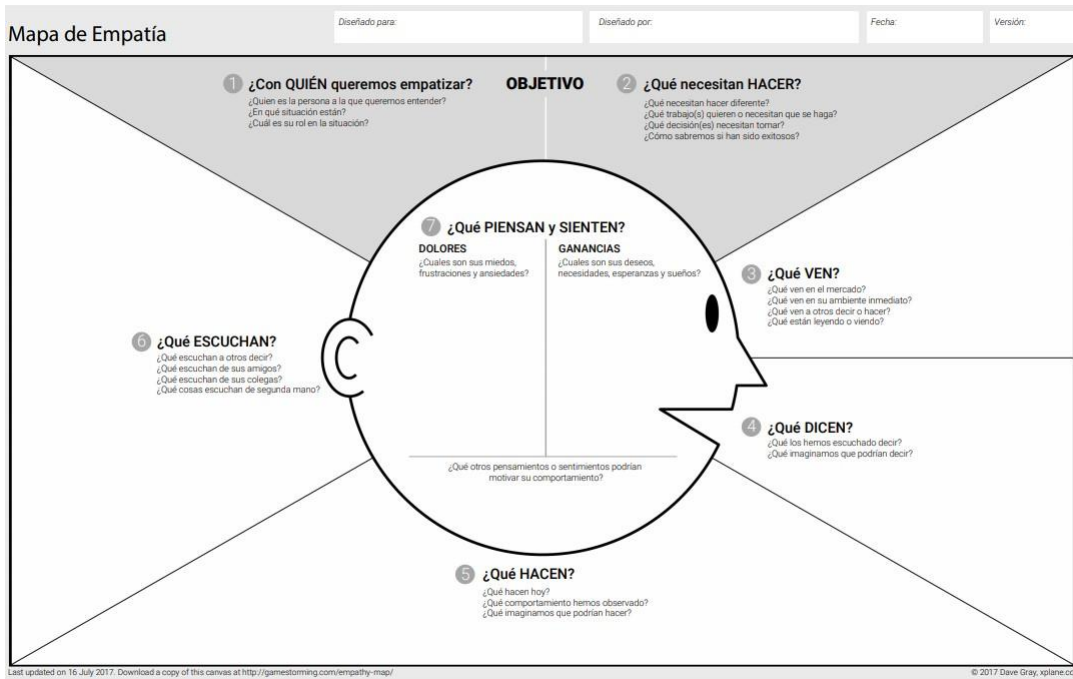 Mapa de Empatía
Diseñado para:
Diseñado por:
Fecha:
Versión:
OBJETIVO
1 ¿Con QUIÉN queremos empatizar?
¿Quien es la persona a la que queremos entender?
¿En qué situación están?
¿Cuál es su rol en la situación?
2 ¿Qué necesitan HACER?
¿Qué necesitan hacer diferente?
¿Qué trabajo(s) quieren o necesitan que se haga?
¿Qué decisión(es) necesitan tomar?
¿Cómo sabremos si han sido exitosos?
3 ¿Qué VEN?
¿Qué ven en el mercado?
¿Qué ven en su ambiente inmediato?
¿Qué ven a otros decir o hacer?
¿Qué están leyendo o viendo?
4 ¿Qué DICEN?
¿Qué los hemos escuchado decir?
¿Qué imaginamos que podrían decir?
5 ¿Qué HACEN?
¿Qué hacen hoy?
¿Qué comportamiento hemos observado?
¿Qué imaginamos que podrían hacer?
6 ¿Qué ESCUCHAN?
¿Qué escuchan a otros decir?
¿Qué escuchan de sus amigos?
¿Qué escuchan de sus colegas?
¿Qué cosas escuchan de segunda mano?
7 ¿Qué PIENSAN y SIENTEN?
DOLORES
¿Cuales son sus miedos,
frustraciones y ansiedades?
GANANCIAS
¿Cuales son sus deseos,
necesidades, esperanzas y sueños?
¿Qué otros pensamientos o sentimientos podrían
motivar su comportamiento?
Last updated on 16 July 2017. Download a copy of this canvas at http://gamestorming.com/empathy-map/
© 2017 Dave Gray, xplane.co